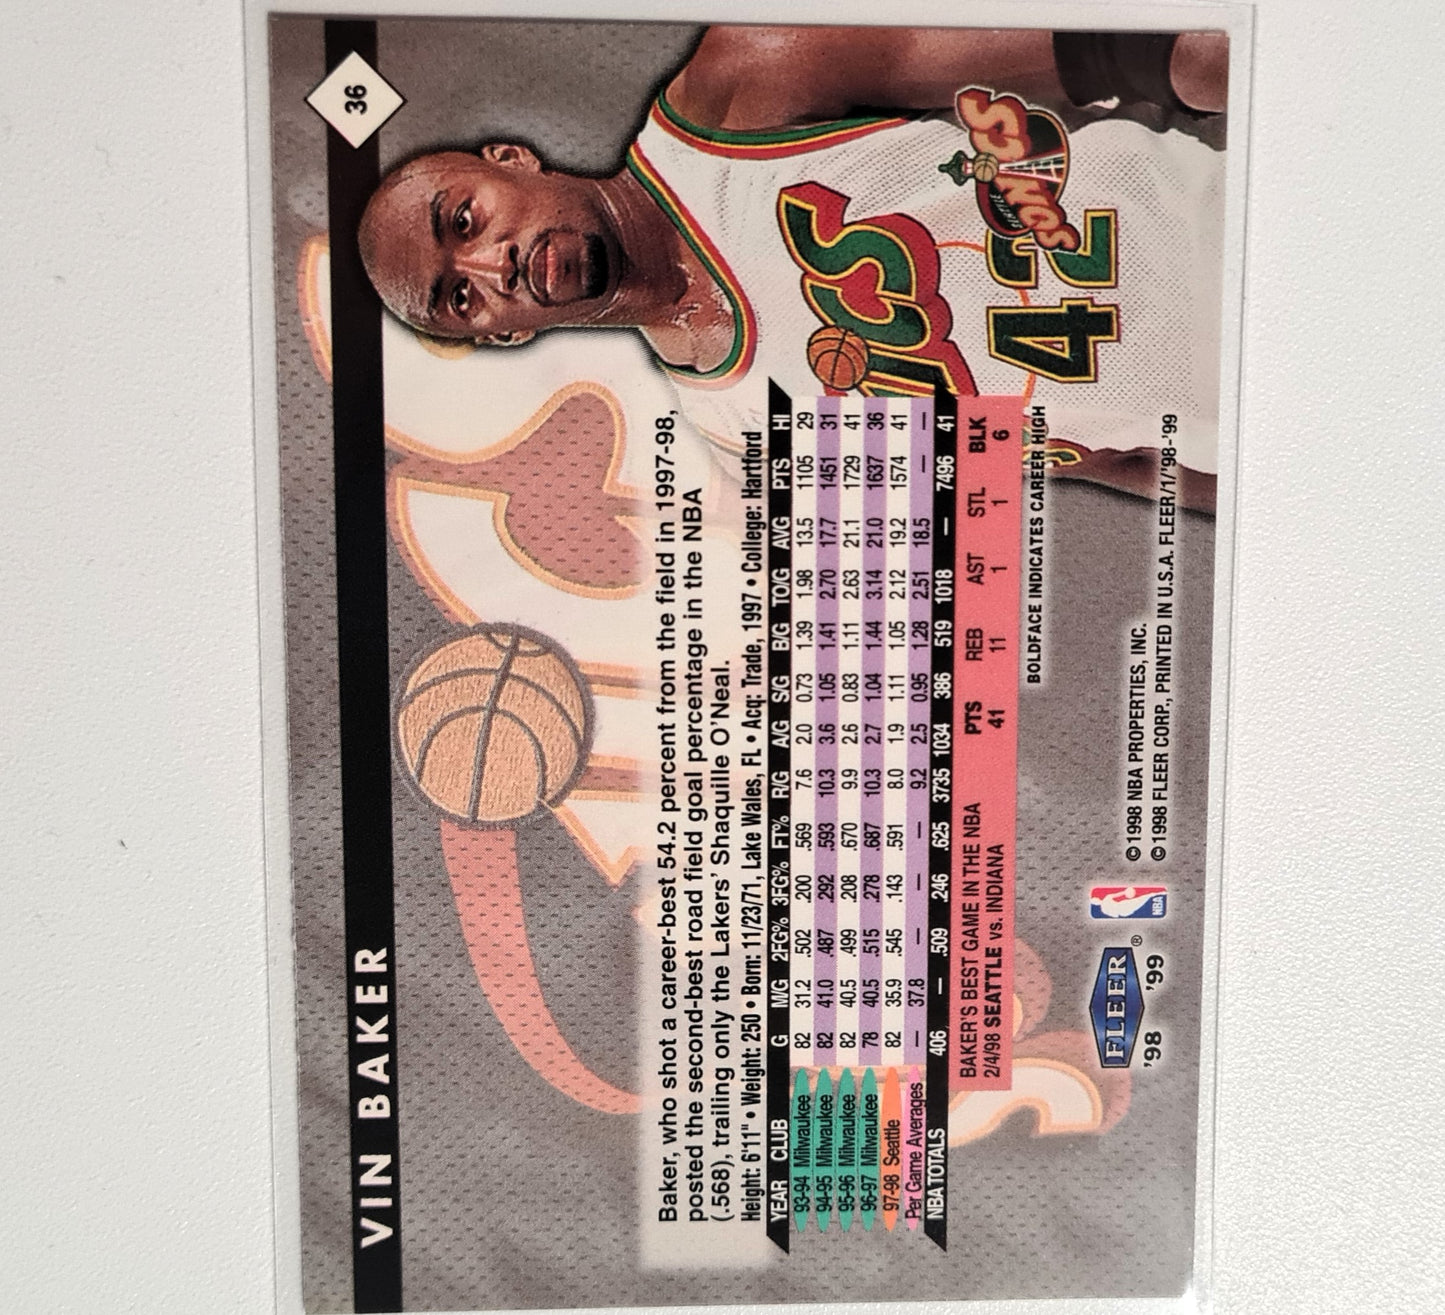 VIN BAKER
36
Baker, who shot a career-best 54.2 percent from the field in 1997-98,
posted the second-best road field goal percentage in the NBA
(.568), trailing only the Lakers' Shaquille O'Neal.
Height: 6'11" • Weight: 250 • Born: 11/23/71, Lake Wales, FL • Acq: Trade, 1997 • College: Hartford
YEAR CLUB G M/G 2FG% 3FG% FT% R/G A/G S/G B/G TO/G AVG PTS HI
93-94 Milwaukee 82 31.2 .502 .200 .569 7.6 2.0 0.73 1.39 1.98 13.5 1105 29
94-95 Milwaukee 82 41.0 .487 .292 .593 10.3 3.6 1.05 1.41 2.70 17.7 1451 31
95-96 Milwaukee 82 40.5 .499 .208 .670 9.9 2.6 0.83 1.11 2.63 21.1 1729 41
96-97 Milwaukee 78 40.5 .515 .278 .687 10.3 2.7 1.04 1.44 3.14 21.0 1637 36
97-98 Seattle 82 35.9 .545 .143 .591 8.0 1.9 1.11 1.05 2.12 19.2 1574 41
Per Game Averages — 37.8 — — — 9.2 2.5 0.95 1.28 2.51 18.5 — —
NBA TOTALS 406 — .509 .246 .625 3735 1034 386 519 1018 — 7496 41
BAKER'S BEST GAME IN THE NBA PTS REB AST STL BLK
2/4/98 SEATTLE vs. INDIANA 41 11 1 1 6
BOLDFACE INDICATES CAREER HIGH
FLEER®
'98 '99
NBA
© 1998 NBA PROPERTIES, INC.
© 1998 FLEER CORP., PRINTED IN U.S.A. FLEER/1/'98-'99
ICS
42
SEATTLE
SONICS